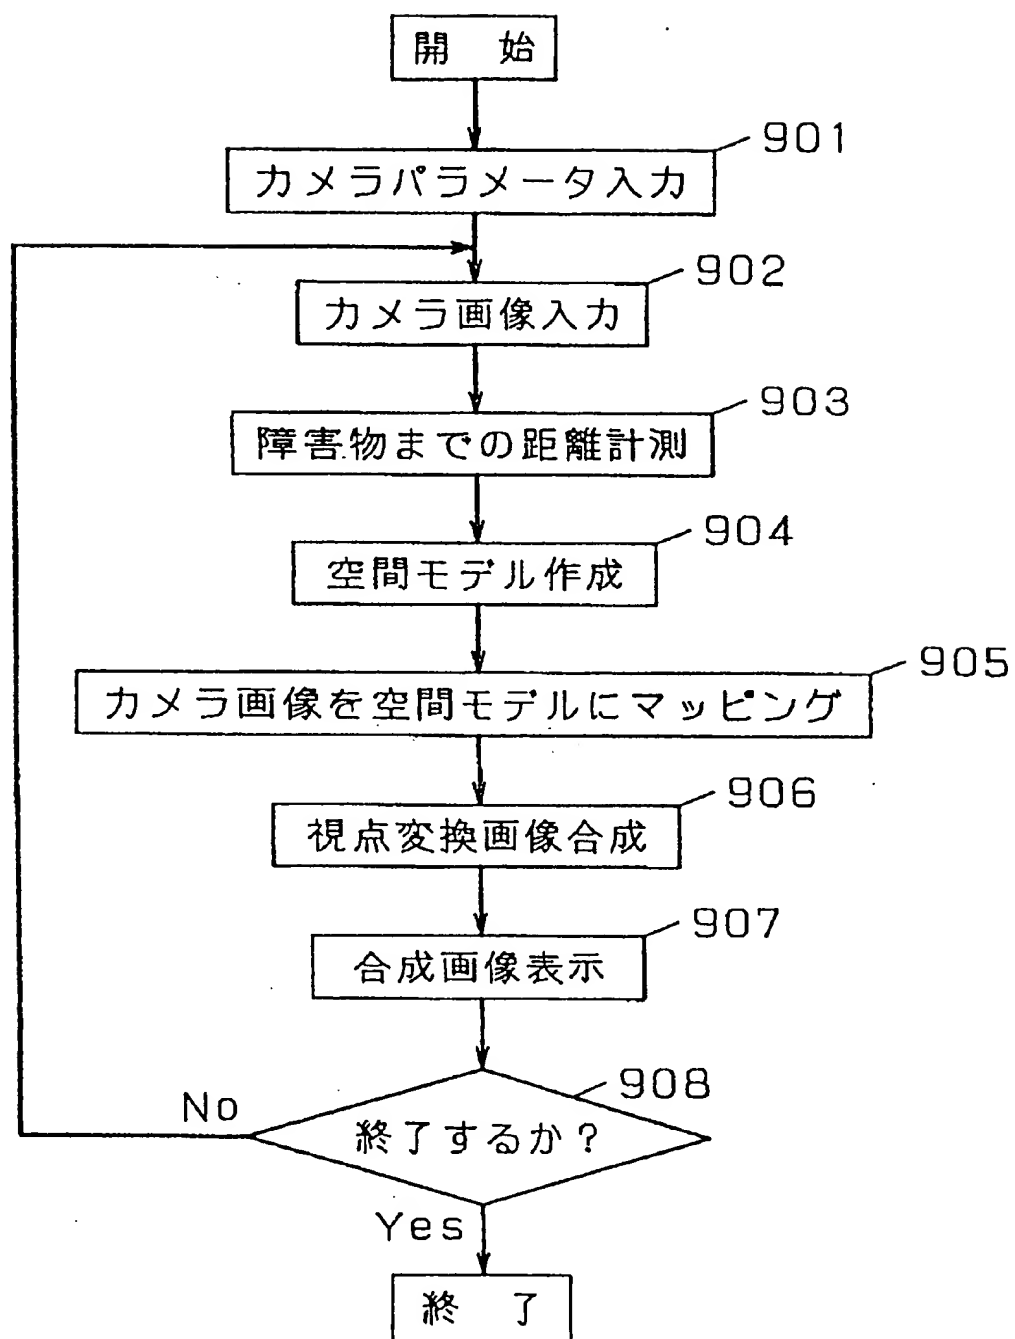 開 始
901
カメラパラメータ入力
902
カメラ画像入力
903
障害物までの距離計測
904
空間モデル作成
905
カメラ画像を空間モデルにマッピング
906
視点変換画像合成
907
合成画像表示
908
No
終了するか？
Yes
終 了